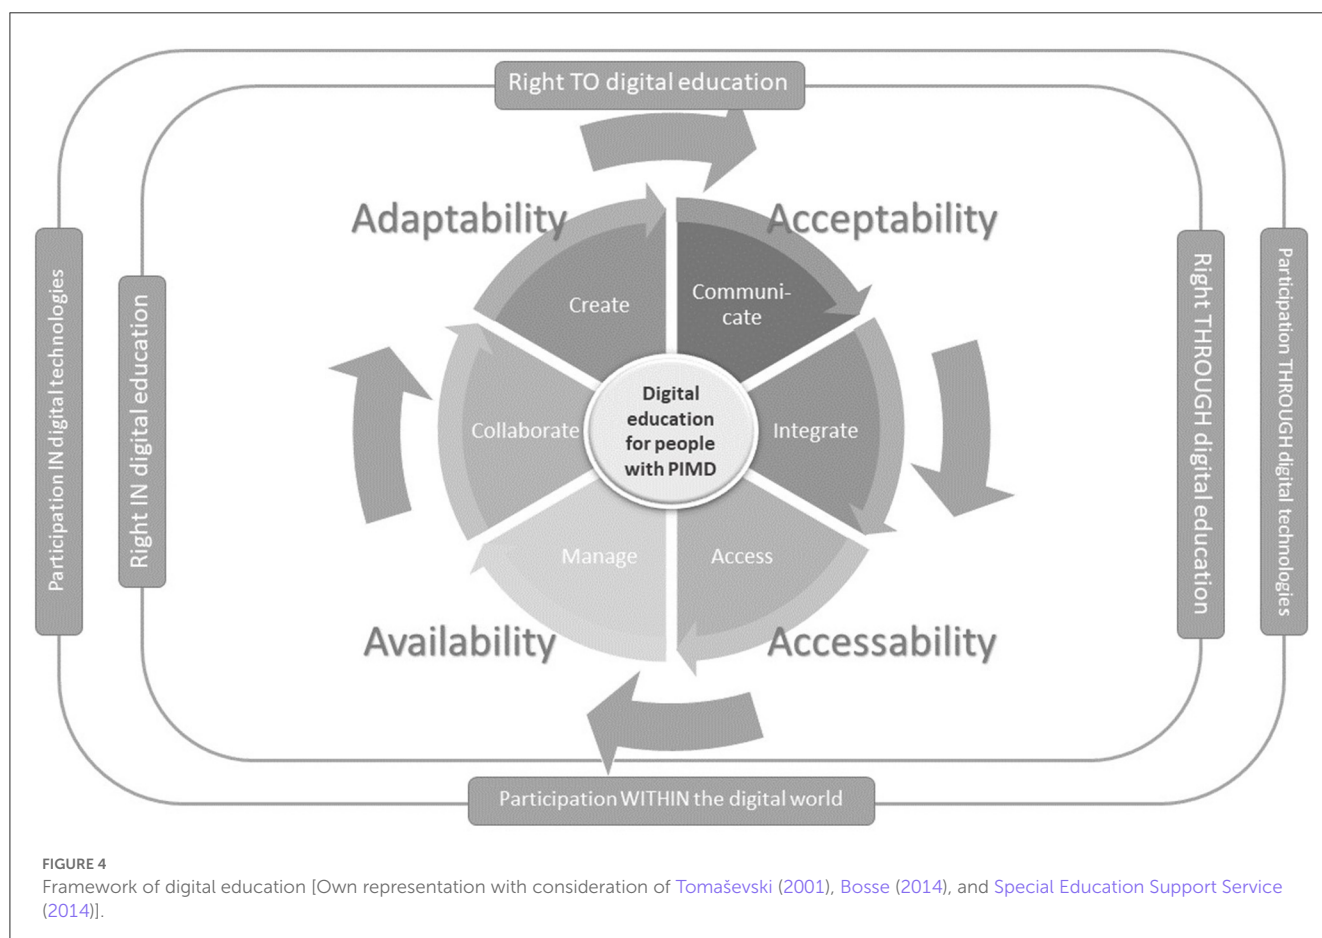 Right TO digital education
Adaptability
Acceptability
Create
Communi-
cate
Participation IN digital technologies
Right IN digital education
Collaborate
Digital
education
for people
with PIMD
Integrate
Right THROUGH digital education
Participation THROUGH digital technologies
Manage
Access
Availability
Accessability
Participation WITHIN the digital world
FIGURE 4
Framework of digital education [Own representation with consideration of Tomaševski (2001), Bosse (2014), and Special Education Support Service
(2014)].